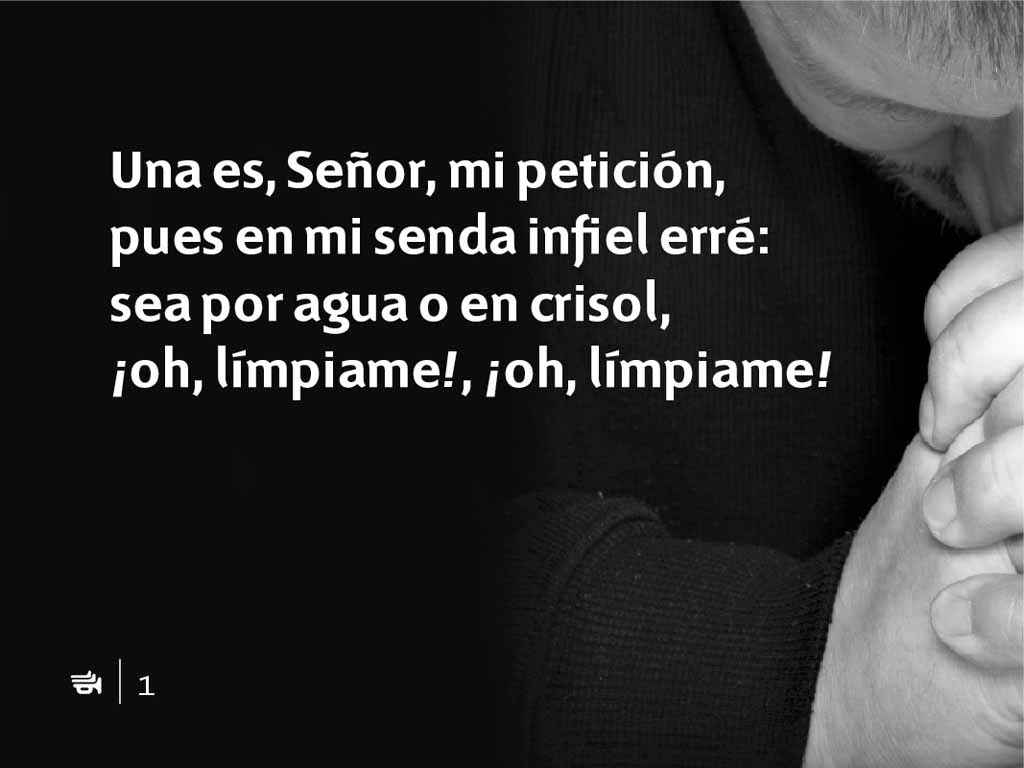 Una es, Señor, mi petición,
pues en mi senda infiel erré:
sea por agua o en crisol,
¡oh, límpiame!, ¡oh, límpiame!
1